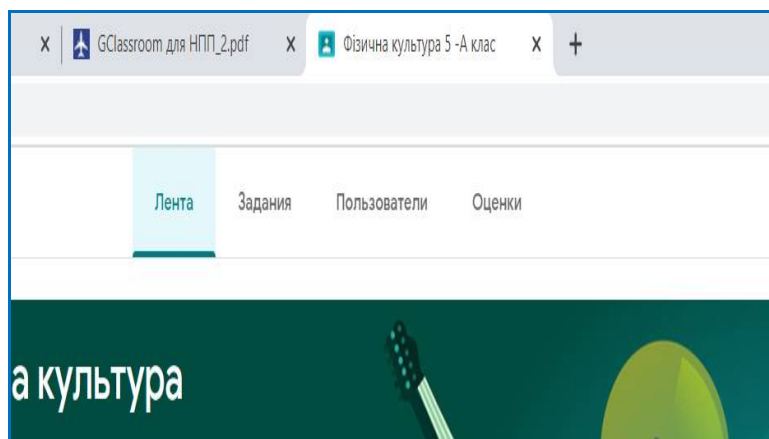 GClassroom для НПП_2.pdf
Фізична культура 5 -А клас
Лента Задания Пользователи Оценки
а культура